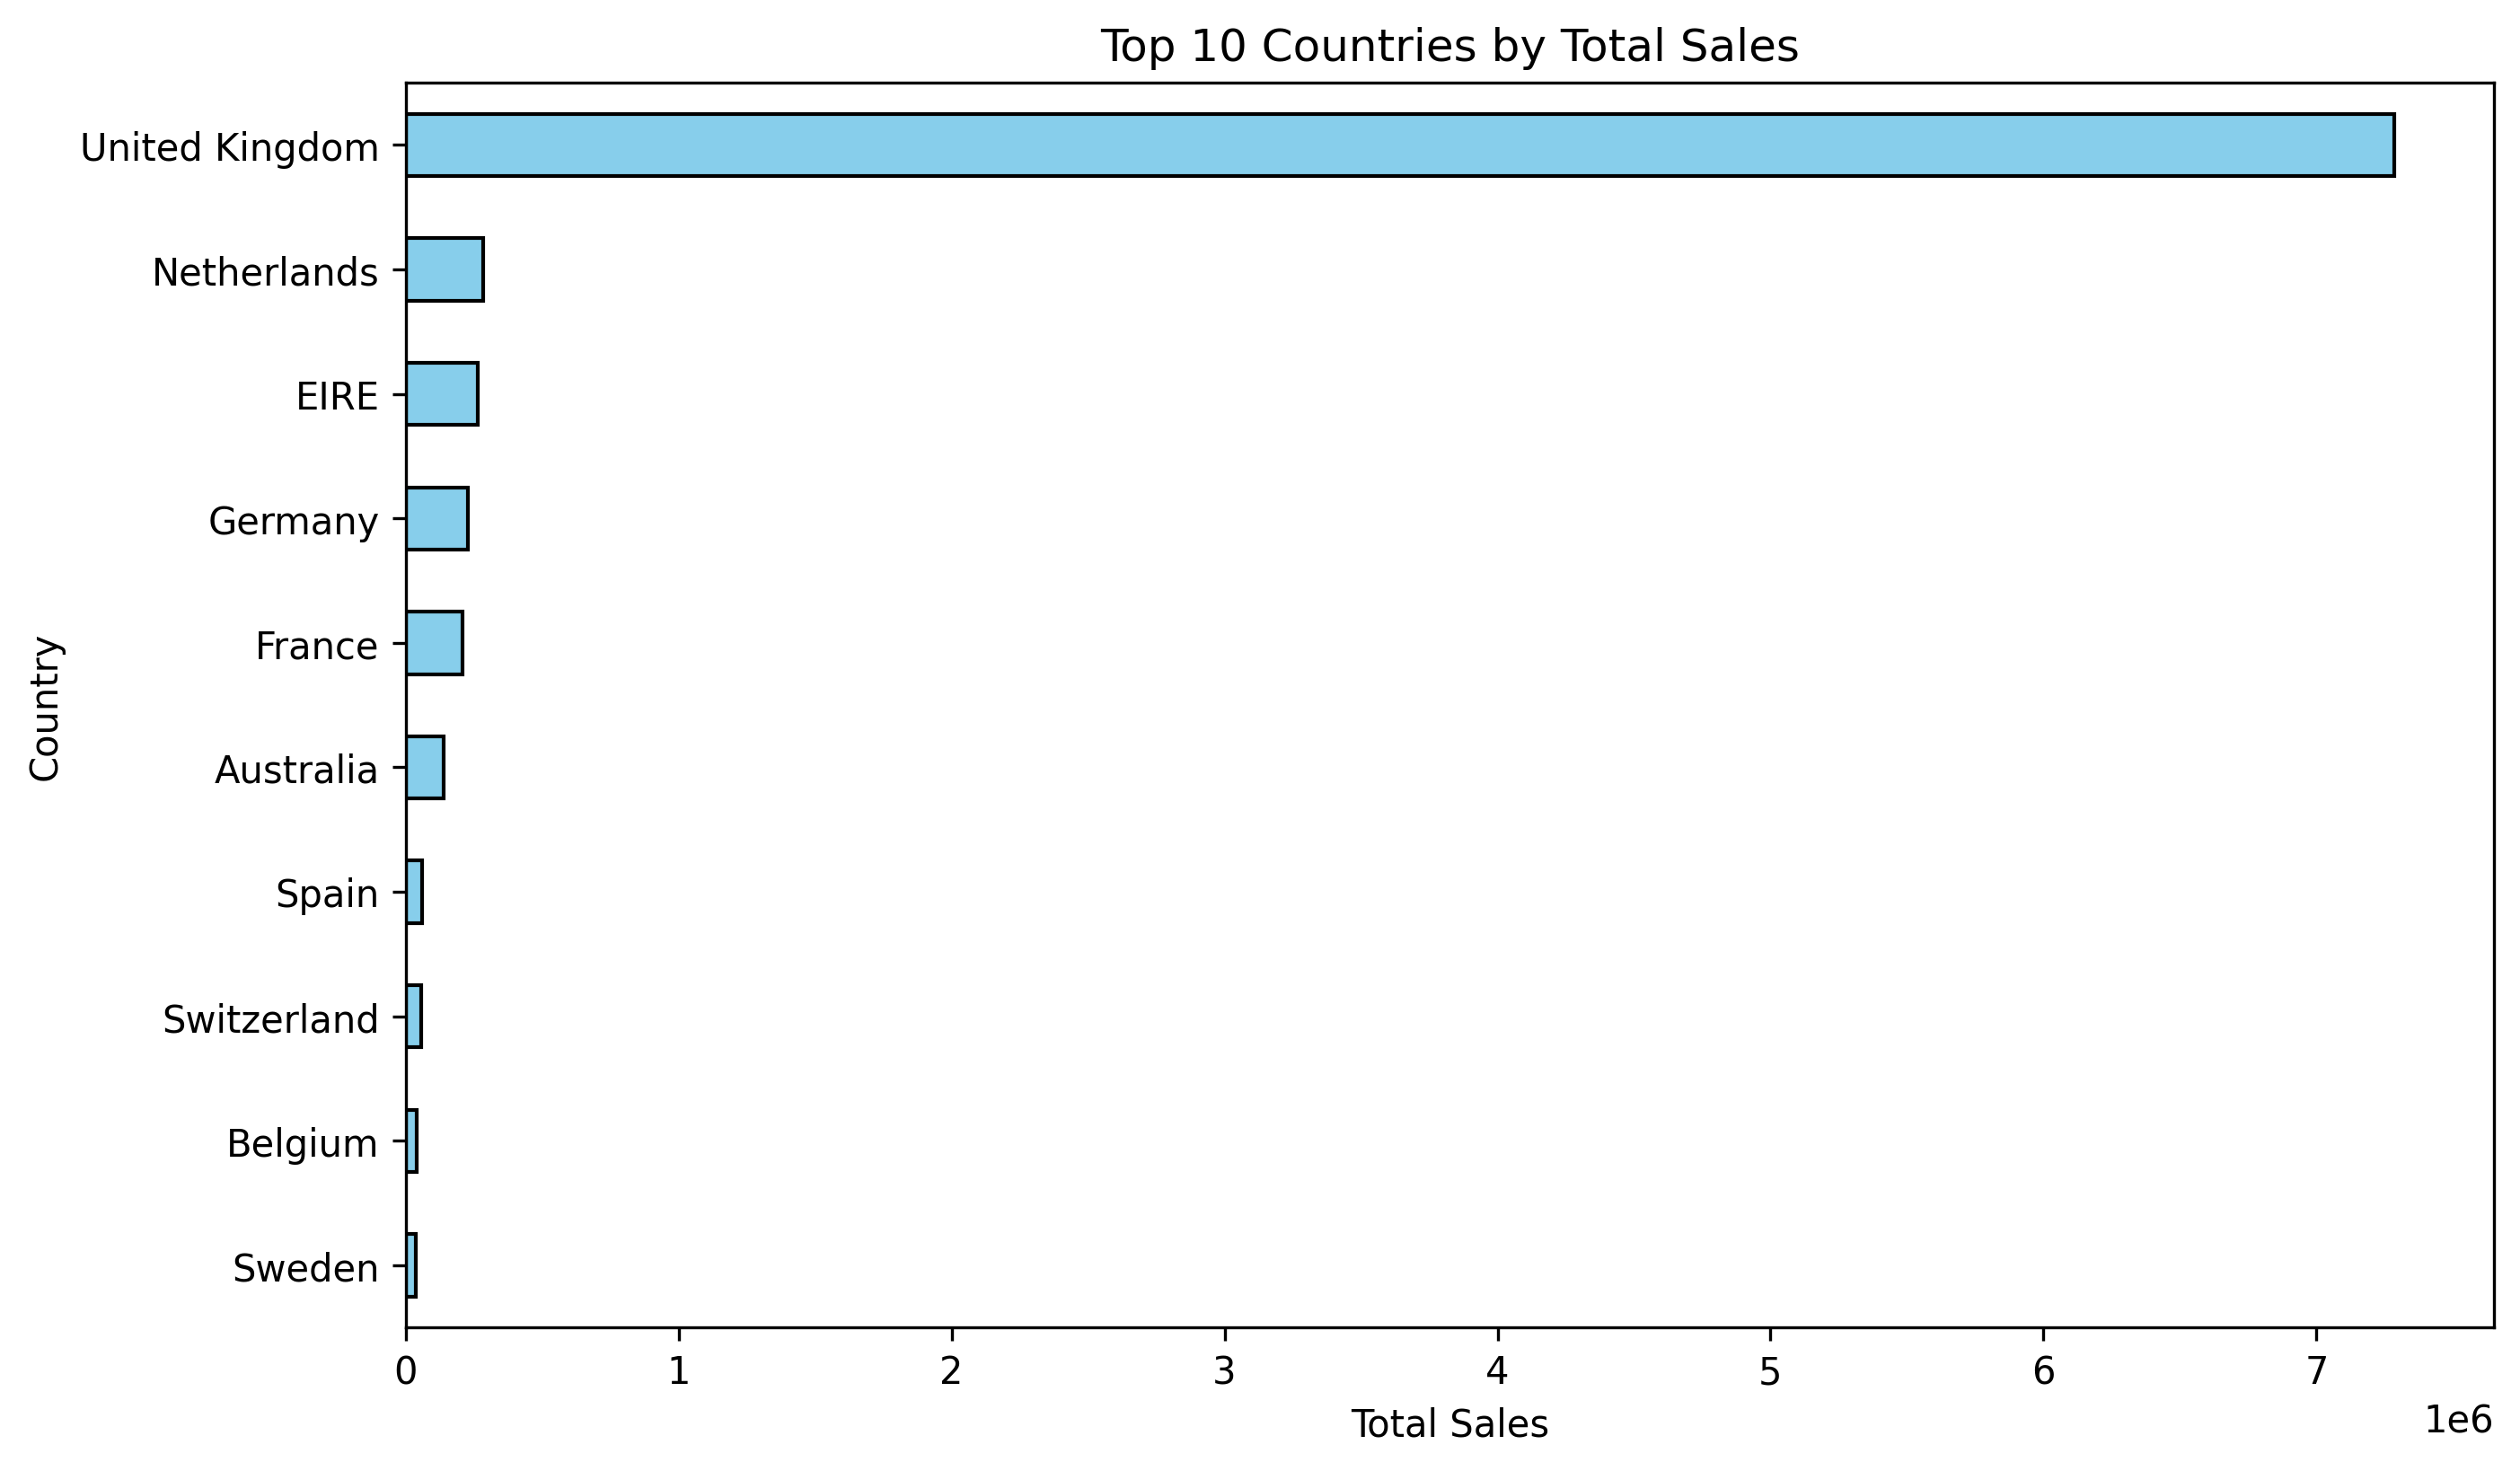 Top 10 Countries by Total Sales
United Kingdom
Netherlands
EIRE
Germany
France
Australia
Spain
Switzerland
Belgium
Sweden
Country
0 1 2 3 4 5 6 7
Total Sales
1e6